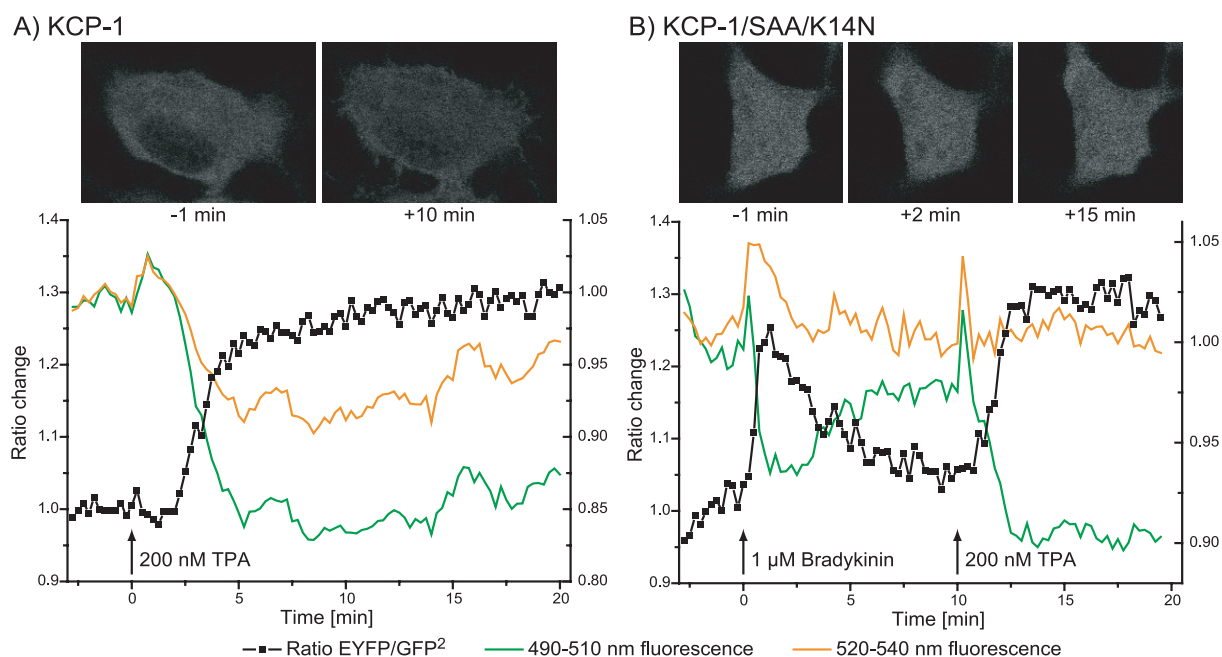 A) KCP-1
B) KCP-1/SAA/K14N
-1 min
+10 min
-1 min
+2 min
+15 min
Ratio change
1.4
1.3
1.2
1.1
1.0
0.9
1.05
1.00
0.95
0.90
0.85
0.80
200 nM TPA
0
5
10
15
20
Time [min]
Ratio change
1.4
1.3
1.2
1.1
1.0
0.9
1.05
1.00
0.95
0.90
1 µM Bradykinin
200 nM TPA
0
5
10
15
20
Time [min]
Ratio EYFP/GFP²
490-510 nm fluorescence
520-540 nm fluorescence